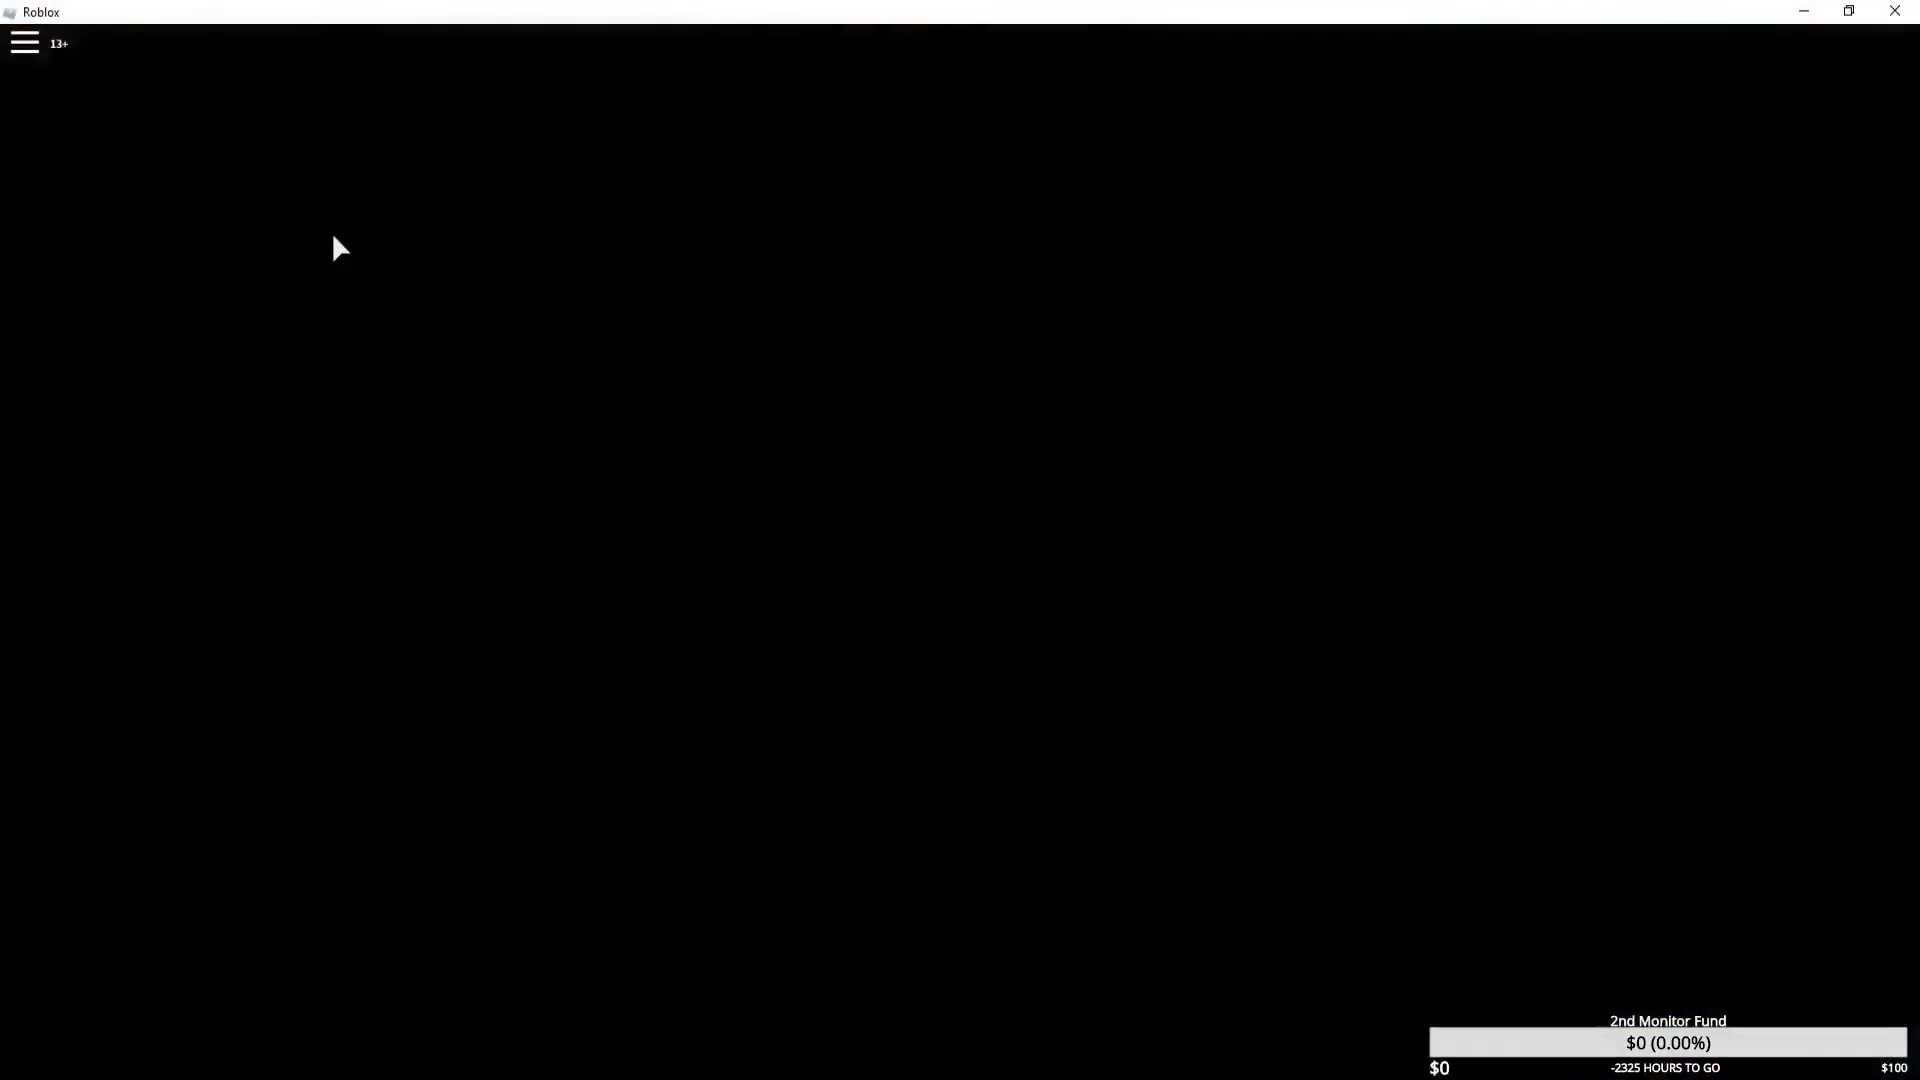 Roblox
13+
2nd Monitor Fund
$0 (0.00%)
$0 -2325 HOURS TO GO $100